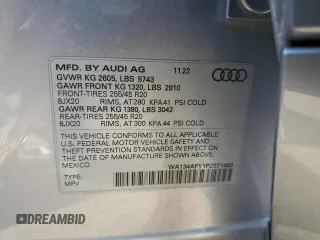 MFD. BY AUDI AG 11 22
GVWR KG 2605, LBS 5743
GAWR FRONT KG 1320, LBS 2910
FRONT-TIRES 255/45 R20
8JX20 RIMS, AT 280 KPA 41 PSI COLD
GAWR REAR KG 1380, LBS 3042
REAR-TIRES 255/45 R20
8JX20 RIMS, AT 300 KPA 44 PSI COLD
THIS VEHICLE CONFORMS TO ALL APPLICABLE
U.S. FEDERAL MOTOR VEHICLE SAFETY AND
THEFT PREVENTION STANDARDS IN EFFECT ON
THE DATE OF MANUFACTURE SHOWN ABOVE.
MEXICO
TYPE: WA134AFY1P2021480
MPV